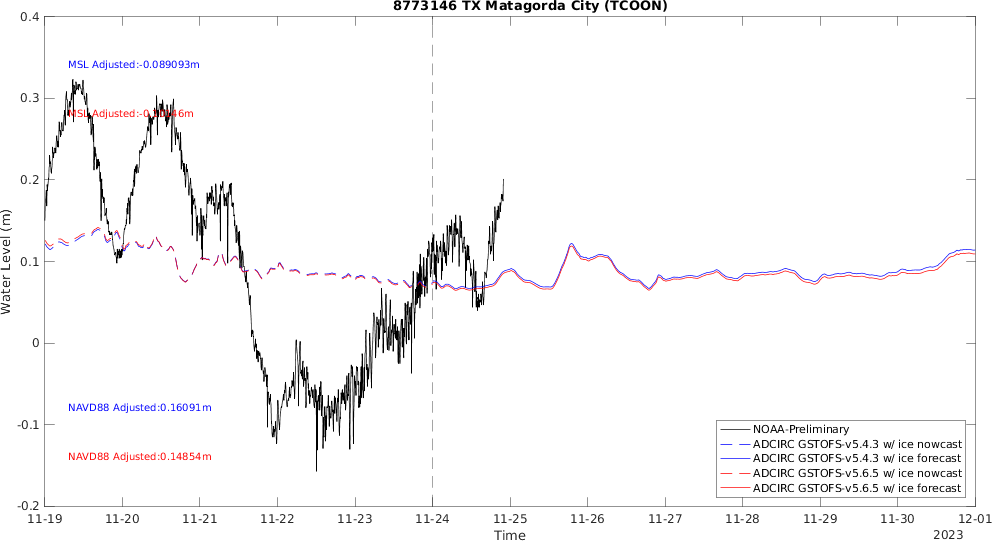 8773146 TX Matagorda City (TCOON)
Water Level (m)
0.4
0.3
0.2
0.1
0
-0.1
-0.2
MSL Adjusted:-0.089093m
MSL Adjusted:
NAVD88 Adjusted:0.16091m
NAVD88 Adjusted:0.14854m
NOAA-Preliminary
ADCIRC GSTOFS-v5.4.3 w/ ice nowcast
ADCIRC GSTOFS-v5.4.3 w/ ice forecast
ADCIRC GSTOFS-v5.6.5 w/ ice nowcast
ADCIRC GSTOFS-v5.6.5 w/ ice forecast
11-19 11-20 11-21 11-22 11-23 11-24 11-25 11-26 11-27 11-28 11-29 11-30 12-01
Time
2023